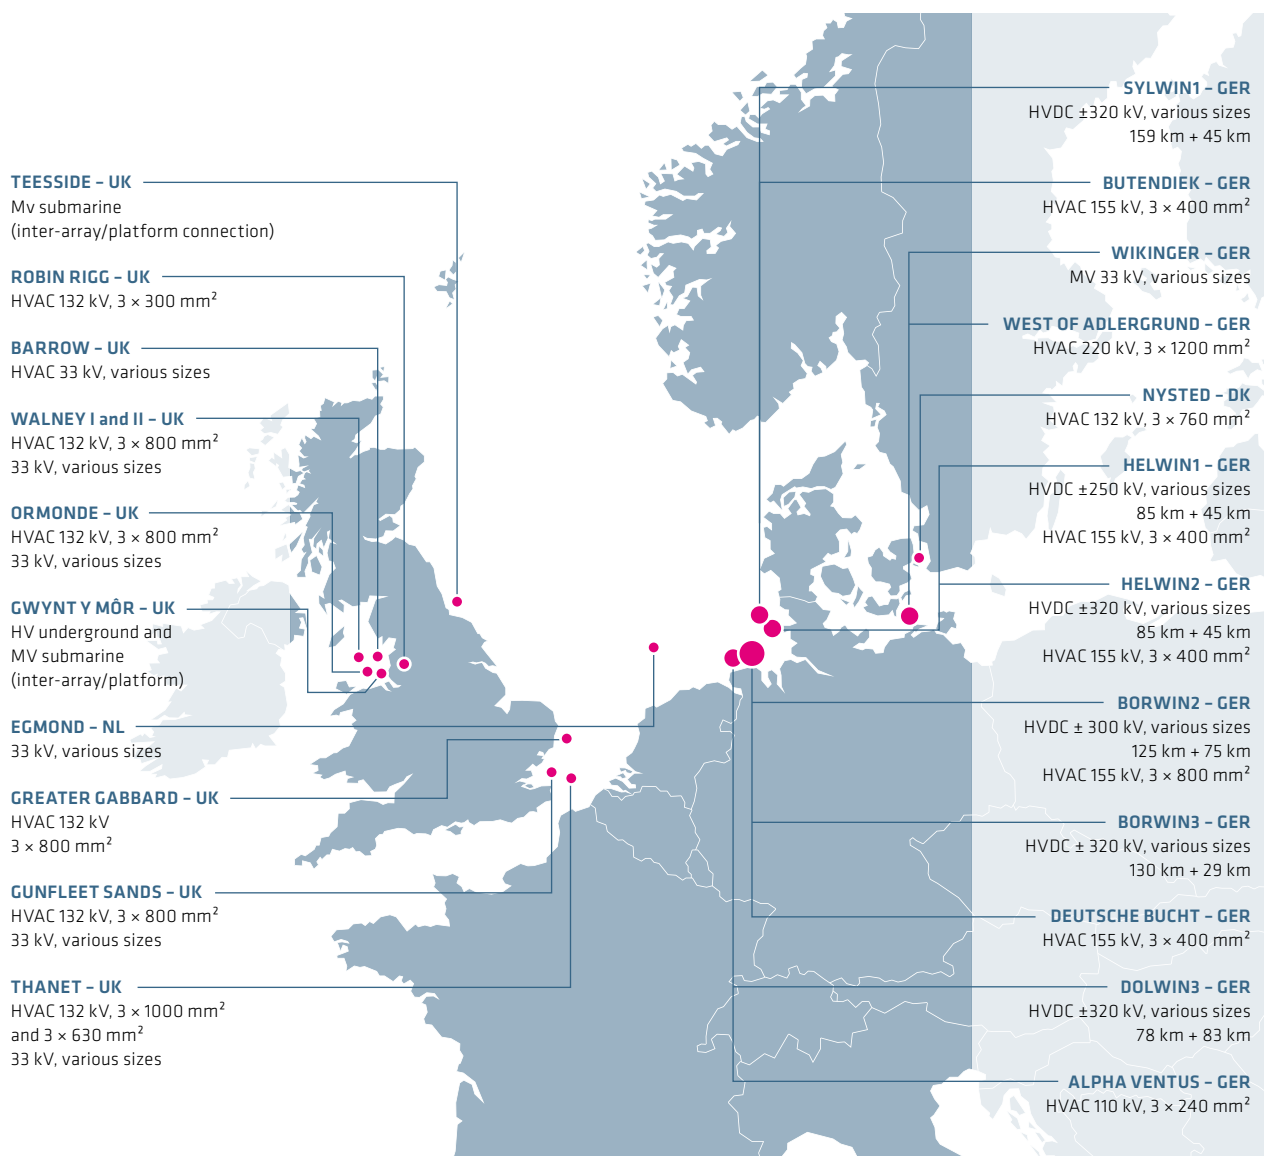 TEESSIDE – UK
Mv submarine
(inter-array/platform connection)
ROBIN RIGG – UK
HVAC 132 kV, 3 × 300 mm²
BARROW – UK
HVAC 33 kV, various sizes
WALNEY I and II – UK
HVAC 132 kV, 3 × 800 mm²
33 kV, various sizes
ORMONDE – UK
HVAC 132 kV, 3 × 800 mm²
33 kV, various sizes
GWYNT Y MÔR – UK
HV underground and
MV submarine
(inter-array/platform)
EGMOND – NL
33 kV, various sizes
GREATER GABBARD – UK
HVAC 132 kV
3 × 800 mm²
GUNFLEET SANDS – UK
HVAC 132 kV, 3 × 800 mm²
33 kV, various sizes
THANET – UK
HVAC 132 kV, 3 × 1000 mm²
and 3 × 630 mm²
33 kV, various sizes
SYLWIN1 – GER
HVDC ±320 kV, various sizes
159 km + 45 km
BUTENDIEK – GER
HVAC 155 kV, 3 × 400 mm²
WIKINGER – GER
MV 33 kV, various sizes
WEST OF ADLERGRUND – GER
HVAC 220 kV, 3 × 1200 mm²
NYSTED – DK
HVAC 132 kV, 3 × 760 mm²
HELWIN1 – GER
HVDC ±250 kV, various sizes
85 km + 45 km
HVAC 155 kV, 3 × 400 mm²
HELWIN2 – GER
HVDC ±320 kV, various sizes
85 km + 45 km
HVAC 155 kV, 3 × 400 mm²
BORWIN2 – GER
HVDC ± 300 kV, various sizes
125 km + 75 km
HVAC 155 kV, 3 × 800 mm²
BORWIN3 – GER
HVDC ± 320 kV, various sizes
130 km + 29 km
DEUTSCHE BUCHT – GER
HVAC 155 kV, 3 × 400 mm²
DOLWIN3 – GER
HVDC ±320 kV, various sizes
78 km + 83 km
ALPHA VENTUS – GER
HVAC 110 kV, 3 × 240 mm²